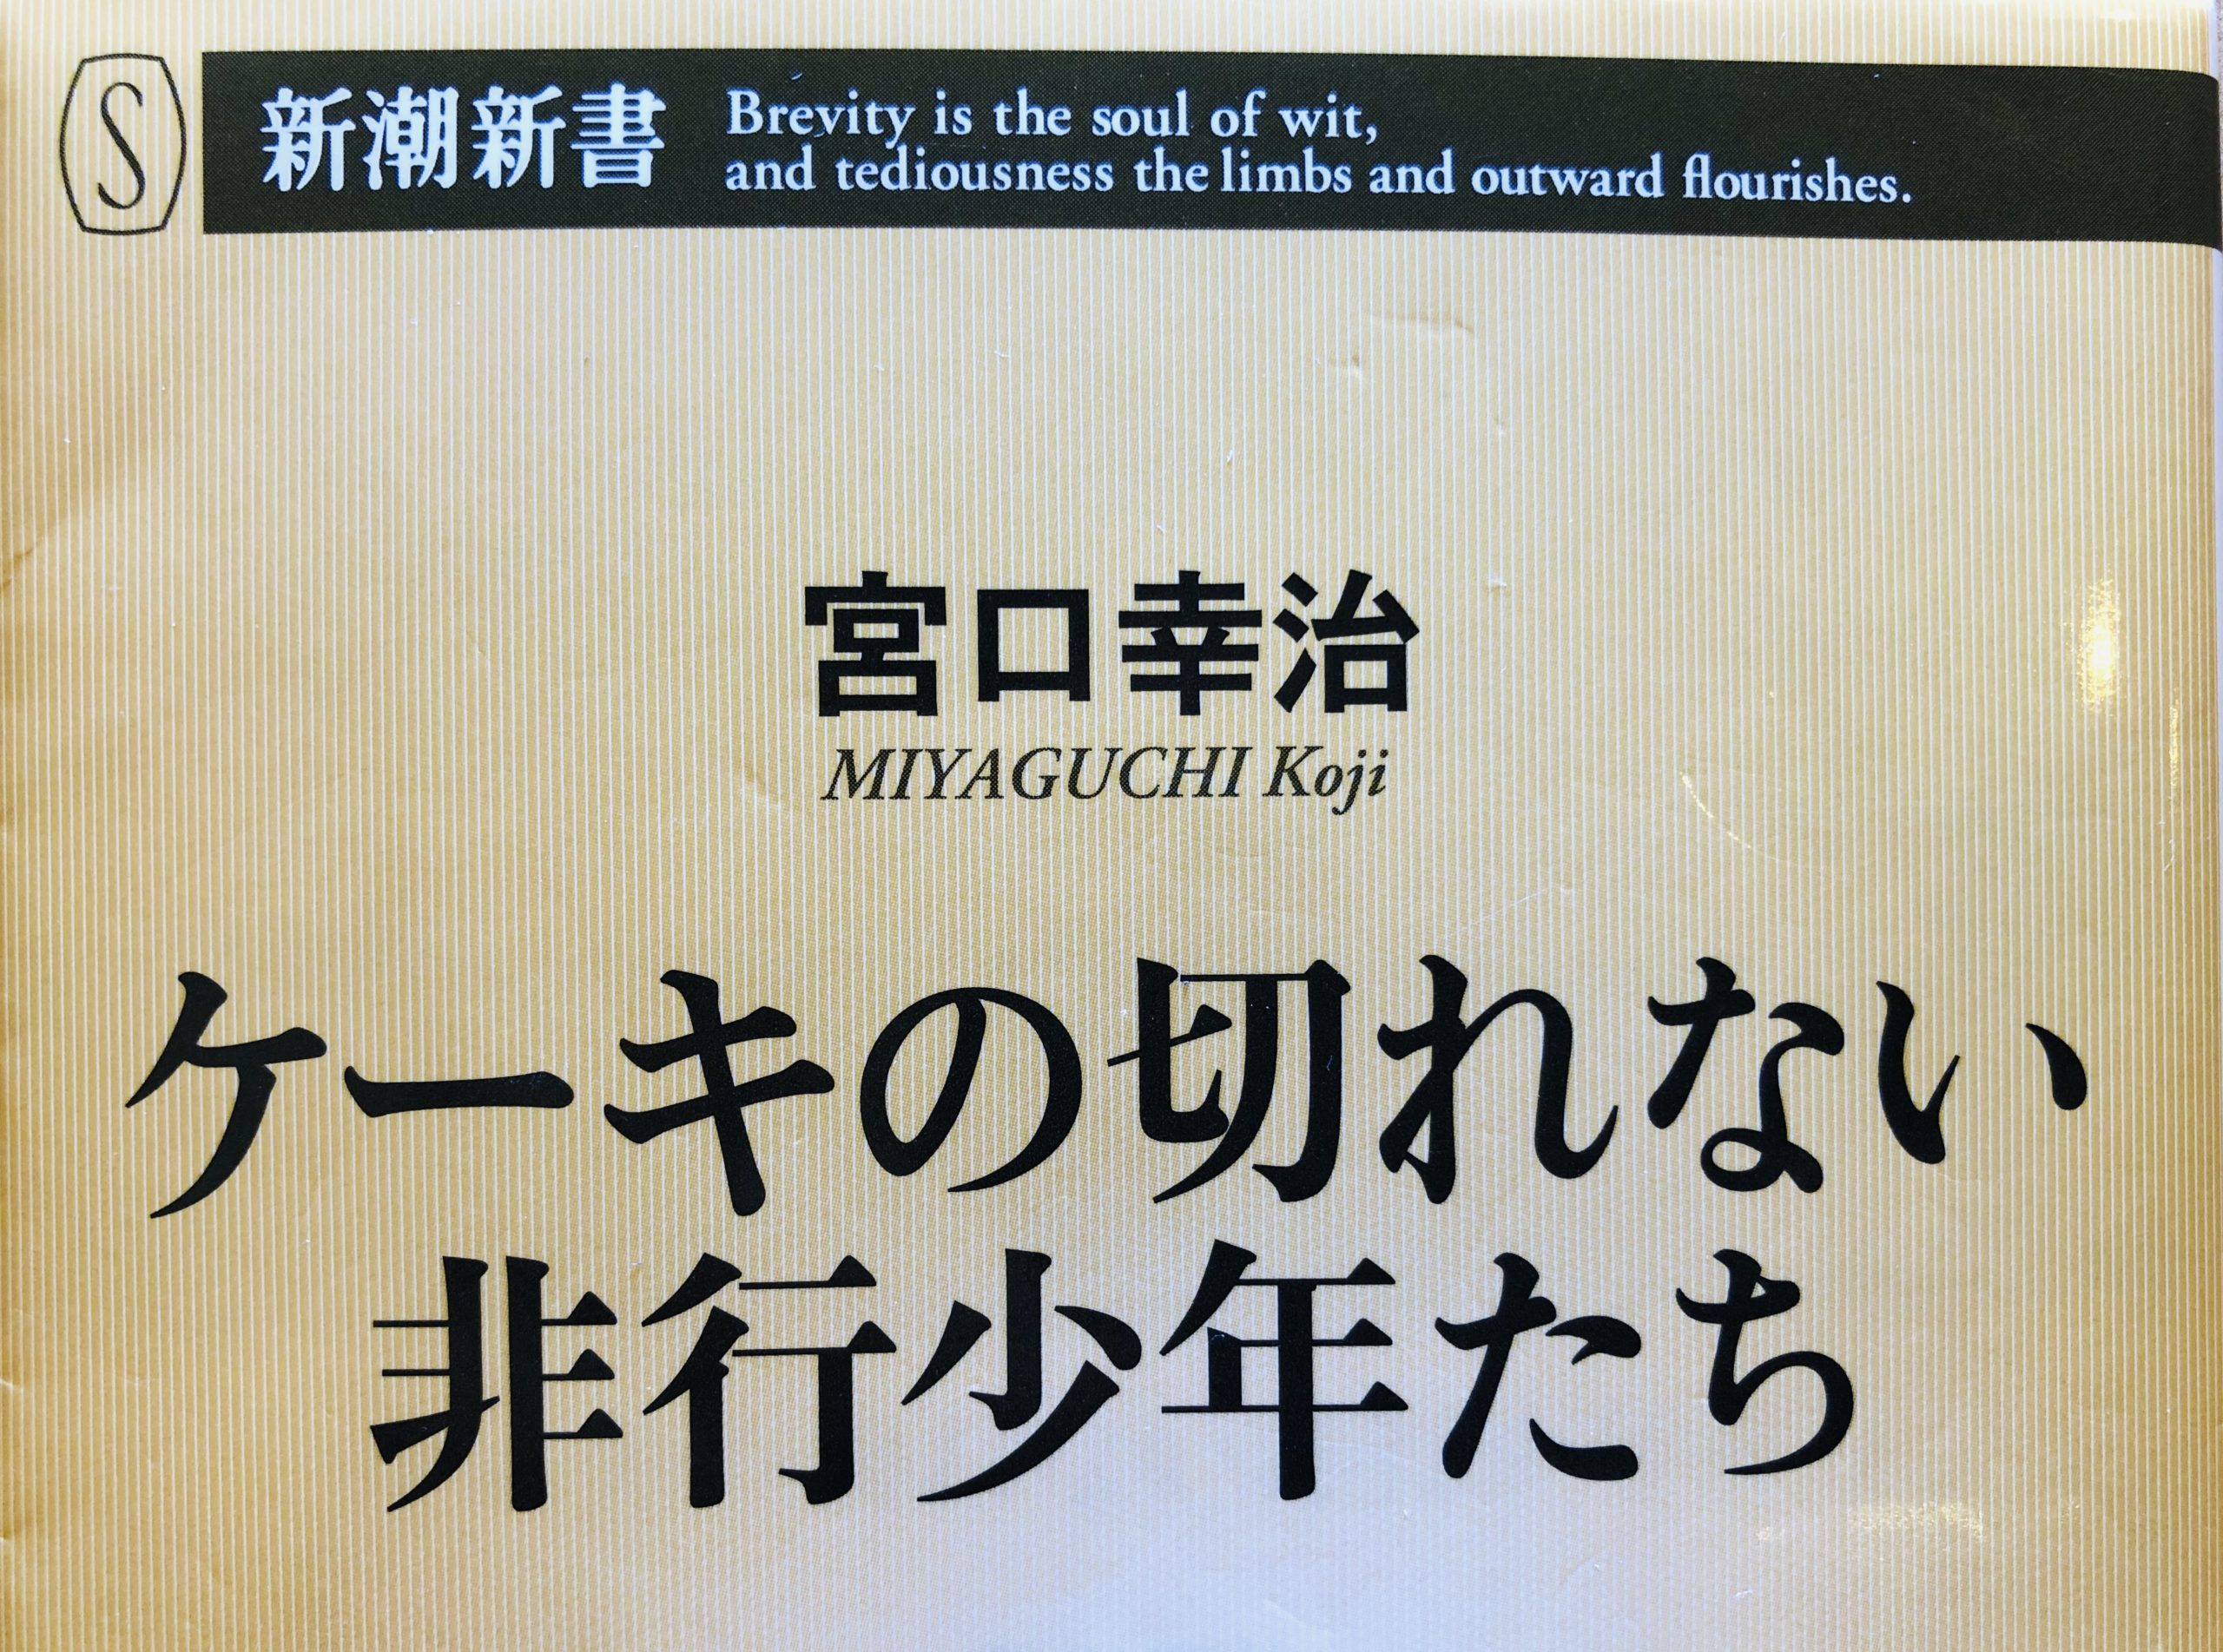 S
新潮新書
Brevity is the soul of wit,
and tediousness the limbs and outward flourishes.
宮口幸治
MIYAGUCHI Koji
ケーキの切れない
非行少年たち